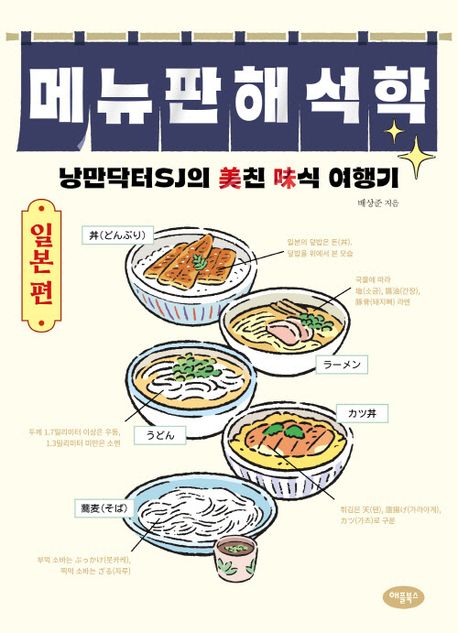 메뉴판해석학
낭만닥터SJ의 美친 味식 여행기
배상준 지음
일본 편
丼(どんぶり)
일본의 덮밥은 돈(丼).
덮밥을 위에서 본 모습
국물에 따라
塩(소금), 醤油(간장),
豚骨(돼지뼈) 라멘
ラーメン
カツ丼
うどん
두께 1.7밀리미터 이상은 우동,
1.3밀리미터 미만은 소면
蕎麦(そば)
튀김은 天(텐), 唐揚げ(가라아게),
カツ(가츠)로 구분
부먹 소바는 ぶっかけ(붓카케),
찍먹 소바는 ざる(자루)
애플북스